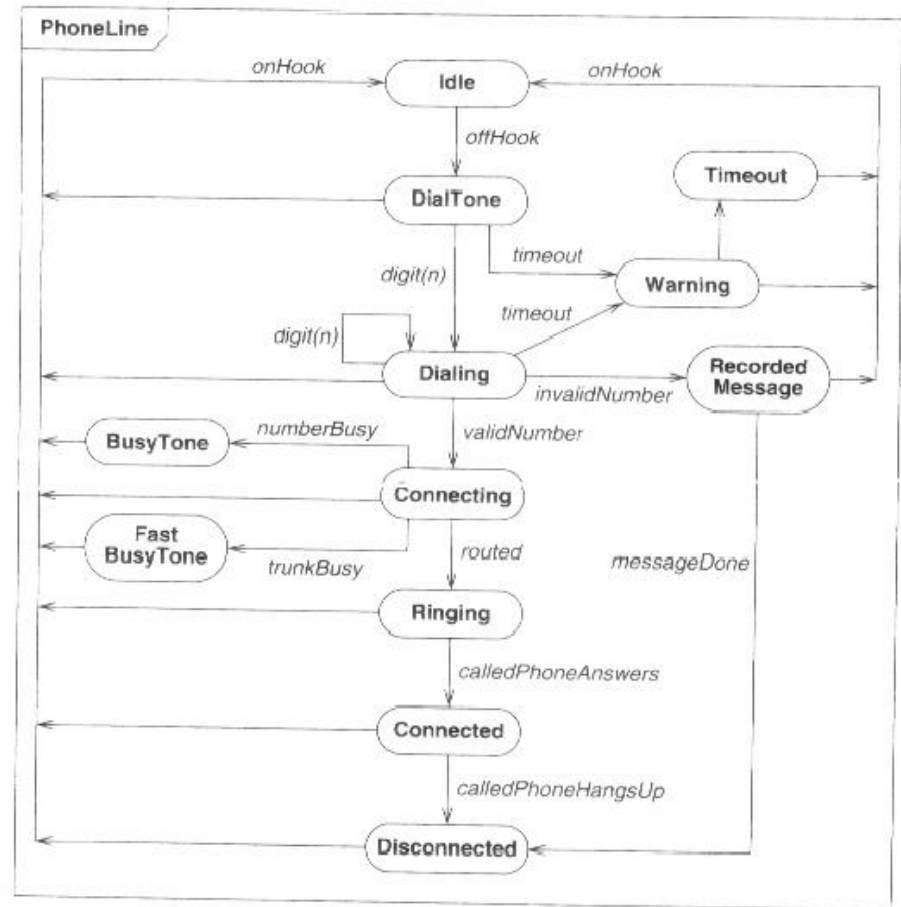 PhoneLine
onHook
Idle
onHook
offHook
Timeout
DialTone
timeout
Warning
digit(n)
timeout
digit(n)
Dialing
Recorded
Message
invalidNumber
numberBusy
validNumber
BusyTone
Connecting
Fast
BusyTone
routed
trunkBusy
messageDone
Ringing
calledPhoneAnswers
Connected
calledPhoneHangsUp
Disconnected